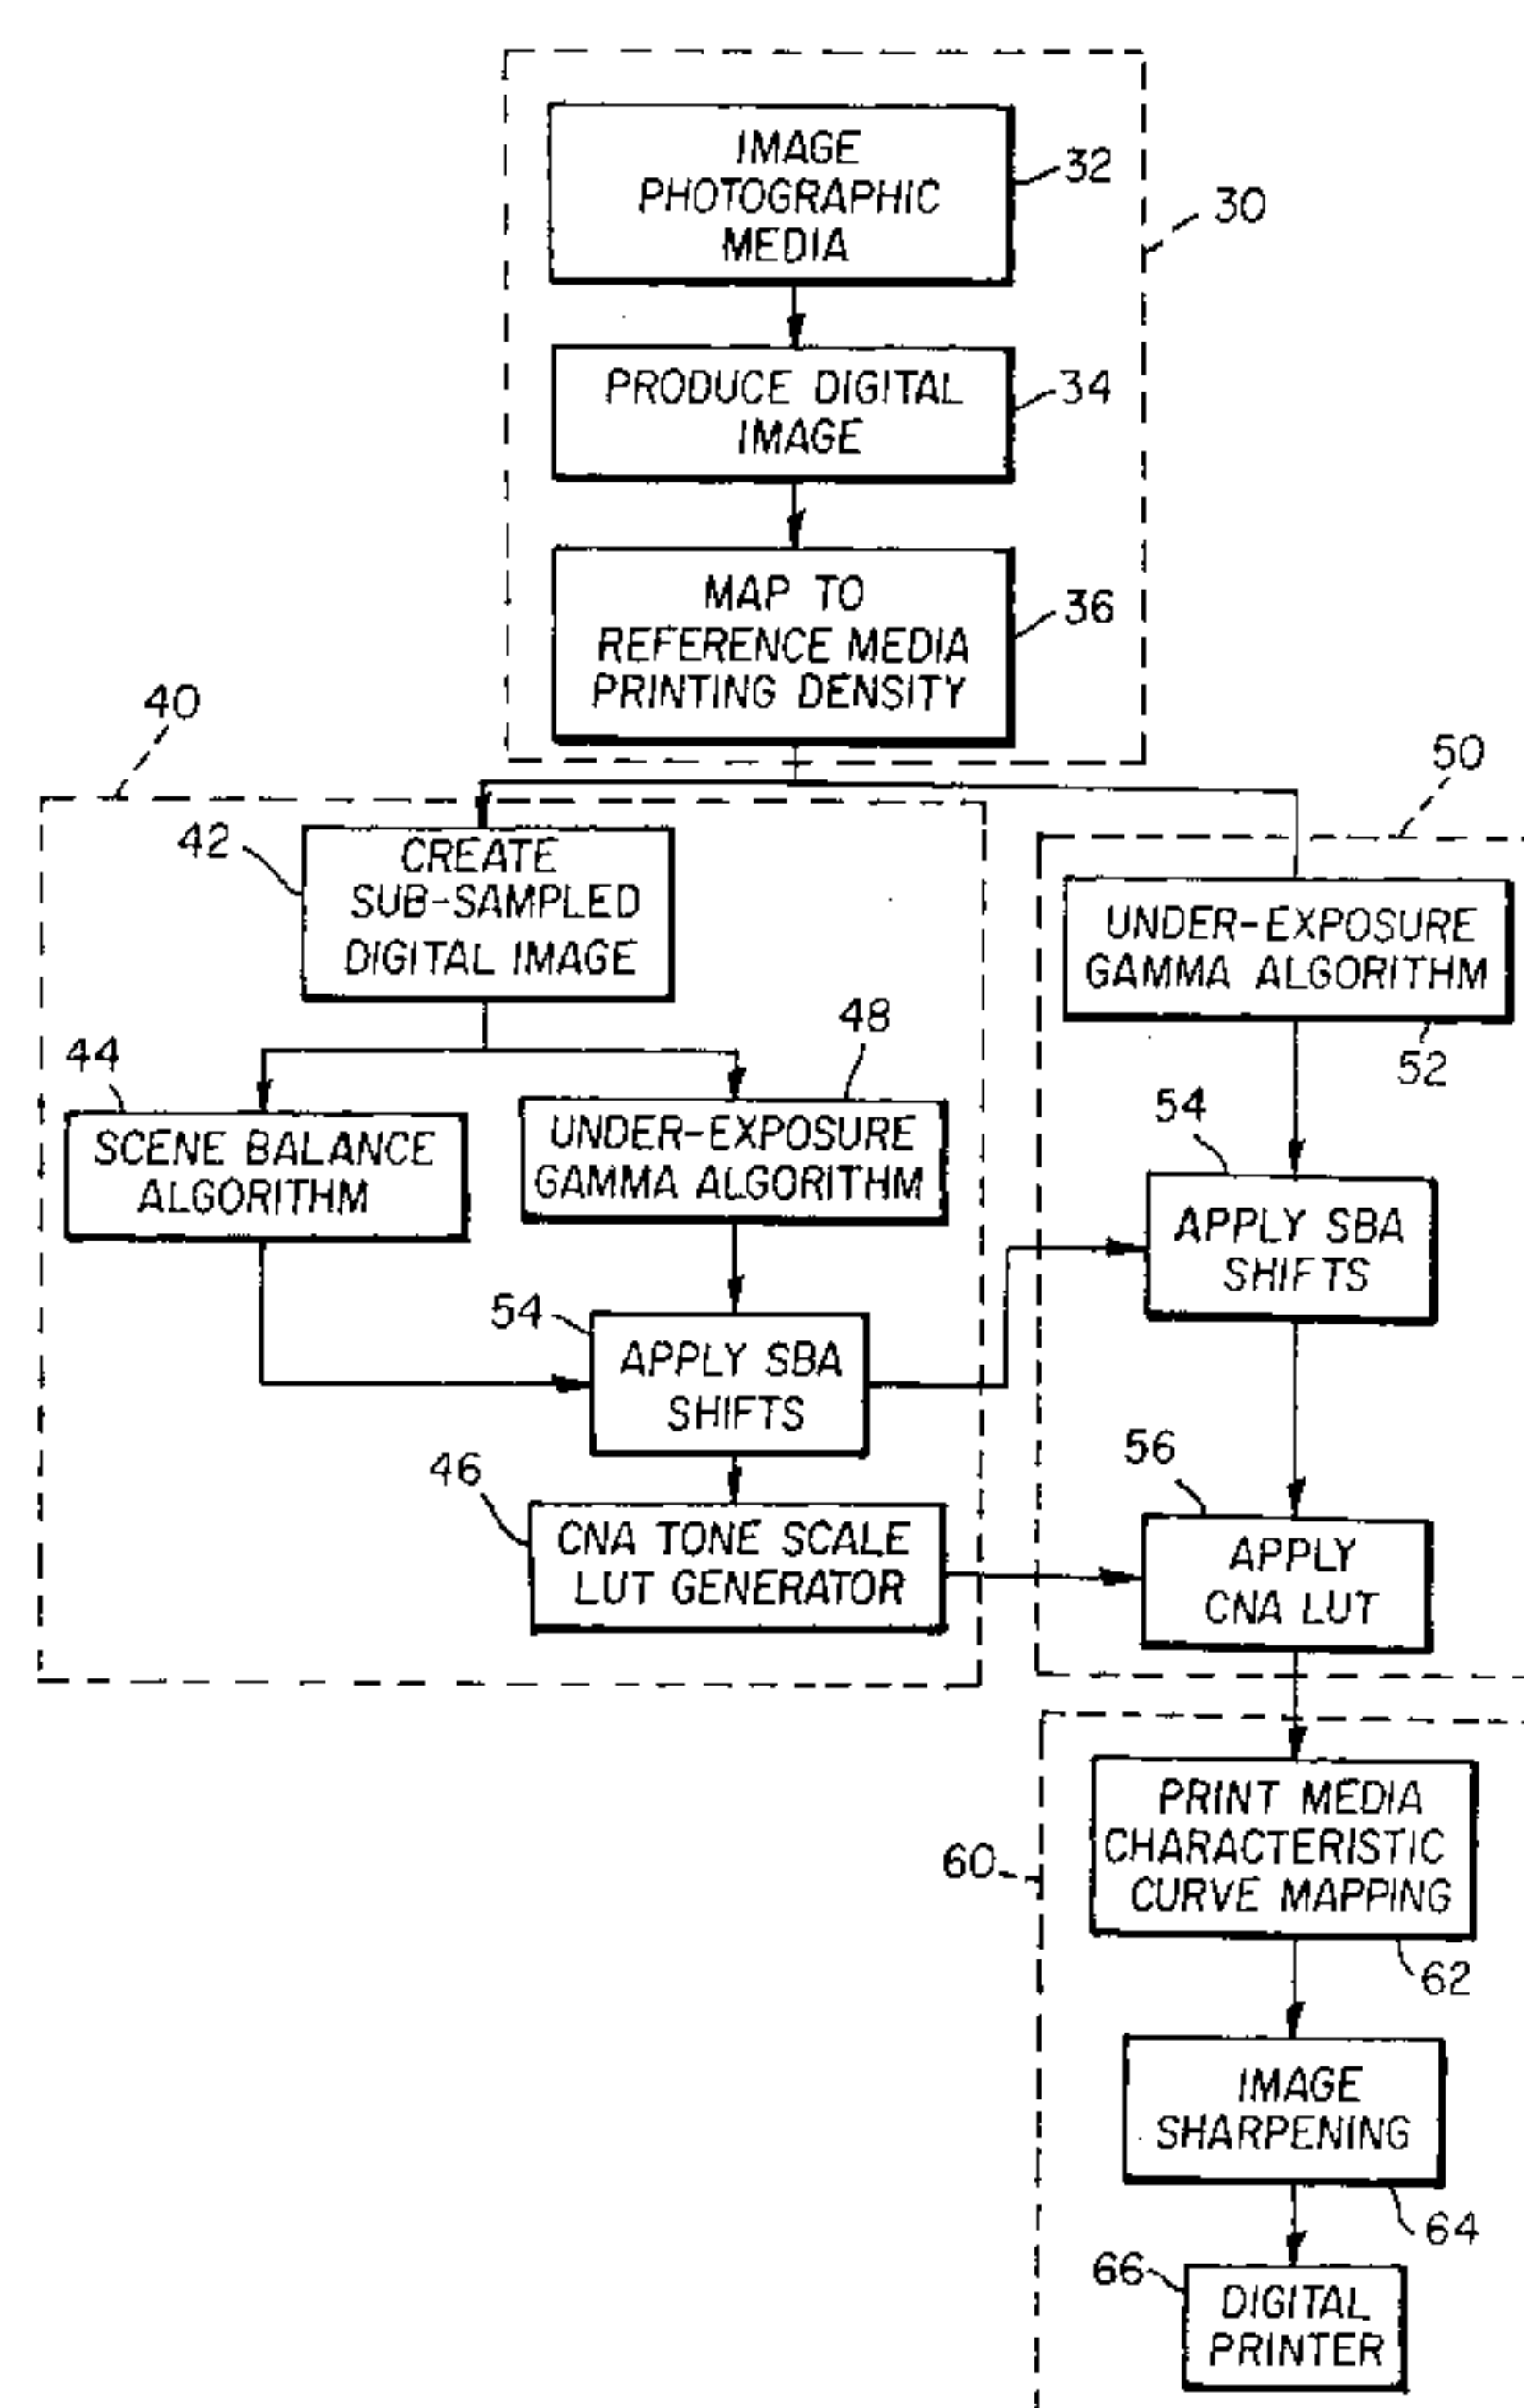 IMAGE
PHOTOGRAPHIC
MEDIA
32
30
PRODUCE DIGITAL
IMAGE
34
MAP TO
REFERENCE MEDIA
PRINTING DENSITY
36
40
50
42
CREATE
SUB-SAMPLED
DIGITAL IMAGE
UNDER-EXPOSURE
GAMMA ALGORITHM
52
44
48
SCENE BALANCE
ALGORITHM
UNDER-EXPOSURE
GAMMA ALGORITHM
54
APPLY SBA
SHIFTS
54
APPLY SBA
SHIFTS
46
CNA TONE SCALE
LUT GENERATOR
56
APPLY
CNA LUT
60
PRINT MEDIA
CHARACTERISTIC
CURVE MAPPING
62
IMAGE
SHARPENING
64
66
DIGITAL
PRINTER